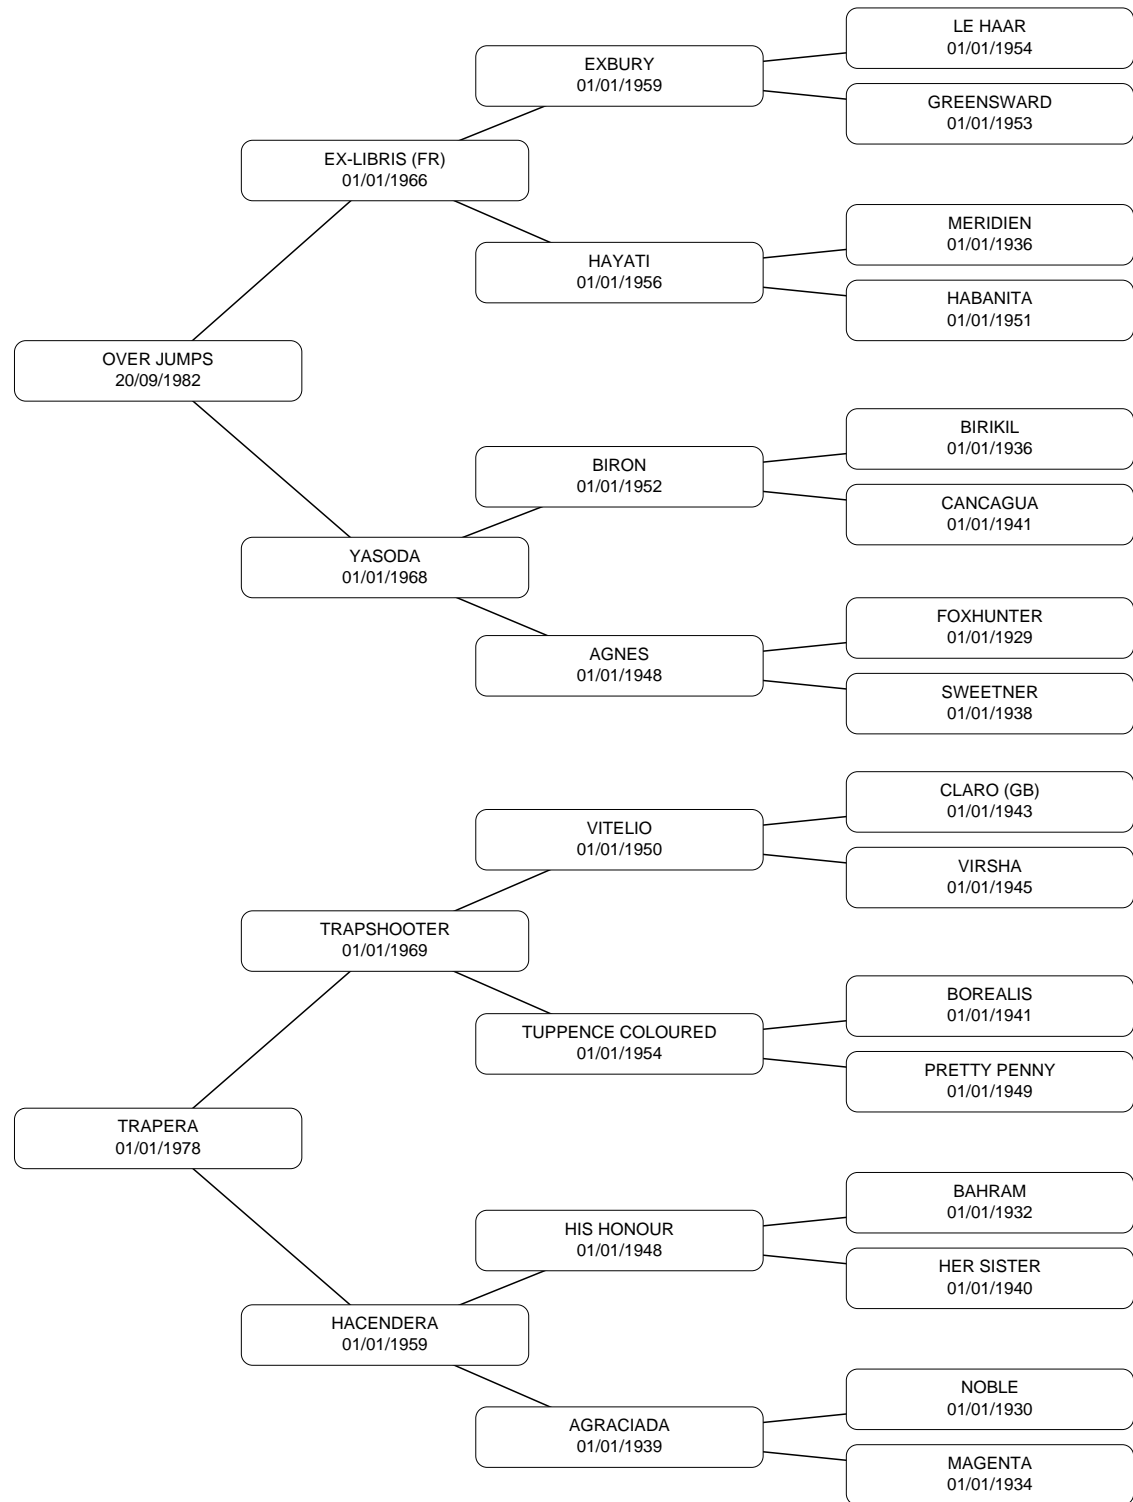 LE HAAR
01/01/1954
EXBURY
01/01/1959
GREENSWARD
01/01/1953
EX-LIBRIS (FR)
01/01/1966
MERIDIEN
01/01/1936
HAYATI
01/01/1956
HABANITA
01/01/1951
OVER JUMPS
20/09/1982
BIRIKIL
01/01/1936
BIRON
01/01/1952
CANCAGUA
01/01/1941
YASODA
01/01/1968
FOXHUNTER
01/01/1929
AGNES
01/01/1948
SWEETNER
01/01/1938
CLARO (GB)
01/01/1943
VITELIO
01/01/1950
VIRSHA
01/01/1945
TRAPSHOOTER
01/01/1969
BOREALIS
01/01/1941
TUPPENCE COLOURED
01/01/1954
PRETTY PENNY
01/01/1949
TRAPERA
01/01/1978
BAHRAM
01/01/1932
HIS HONOUR
01/01/1948
HER SISTER
01/01/1940
HACENDERA
01/01/1959
NOBLE
01/01/1930
AGRACIADA
01/01/1939
MAGENTA
01/01/1934